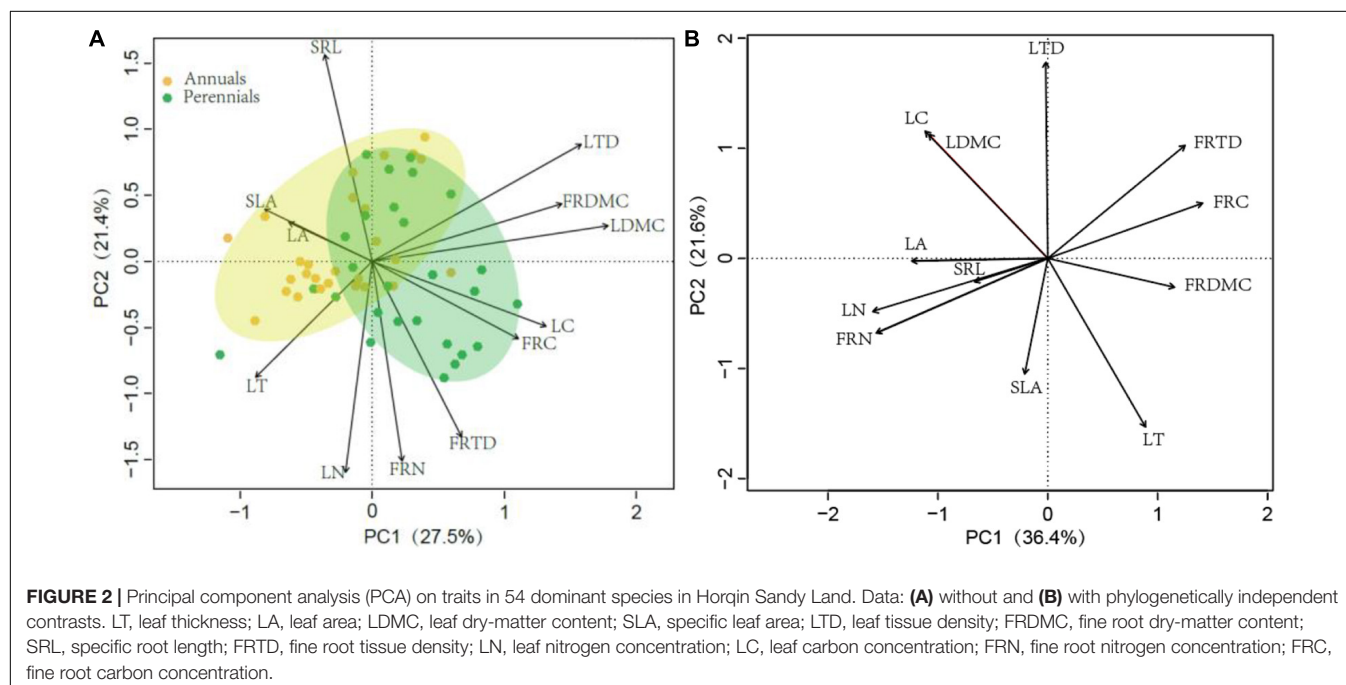 A
B
Annuals
Perennials
SRL
LTD
FRDMC
LDMC
SLA
LA
LC
FRC
LT
FRTD
LN
FRN
1.5
1.0
0.5
0.0
−0.5
−1.0
−1.5
PC2 (21.4%)
−1
0
1
2
PC1 (27.5%)
LTD
LC
LDMC
FRTD
FRC
LA
SRL
FRDMC
LN
FRN
SLA
LT
2
1
0
−1
−2
PC2 (21.6%)
−2
−1
0
1
2
PC1 (36.4%)
FIGURE 2 | Principal component analysis (PCA) on traits in 54 dominant species in Horqin Sandy Land. Data: (A) without and (B) with phylogenetically independent
contrasts. LT, leaf thickness; LA, leaf area; LDMC, leaf dry-matter content; SLA, specific leaf area; LTD, leaf tissue density; FRDMC, fine root dry-matter content;
SRL, specific root length; FRTD, fine root tissue density; LN, leaf nitrogen concentration; LC, leaf carbon concentration; FRN, fine root nitrogen concentration; FRC,
fine root carbon concentration.